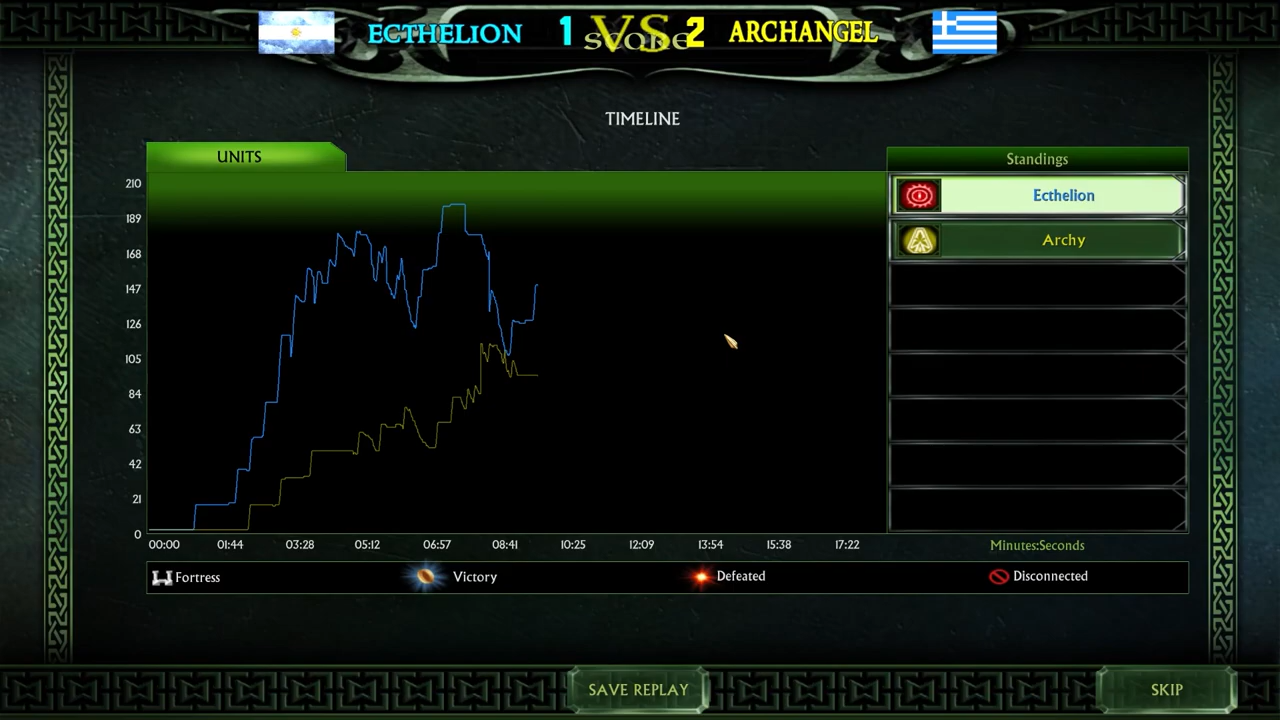 ECTHELION 1 VS 2 ARCHANGEL
SCORE
TIMELINE
UNITS
Standings
210
189
168
147
126
105
84
63
42
21
0
Ecthelion
Archy
00:00 01:44 03:28 05:12 06:57 08:41 10:25 12:09 13:54 15:38 17:22
Minutes:Seconds
Fortress Victory Defeated Disconnected
SAVE REPLAY SKIP